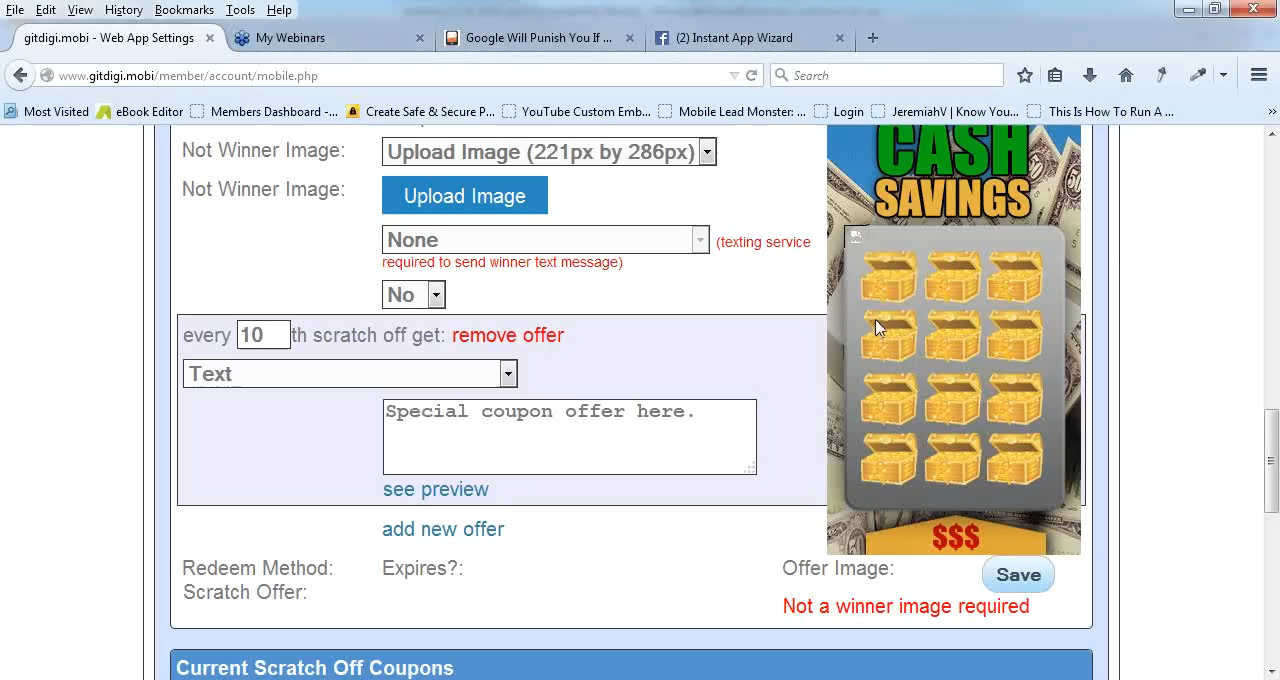 File Edit View History Bookmarks Tools Help
gitdigi.mobi - Web App Settings × My Webinars × Google Will Punish You If ... × (2) Instant App Wizard × +
www.gitdigi.mobi/member/account/mobile.php Search
Most Visited eBook Editor Members Dashboard -... Create Safe & Secure P... YouTube Custom Emb... Mobile Lead Monster: ... Login JeremiahV | Know You... This Is How To Run A ... »
CASH
SAVINGS
Not Winner Image: Upload Image (221px by 286px)
Not Winner Image: Upload Image
None (texting service
required to send winner text message)
No
every 10 th scratch off get: remove offer
Text
Special coupon offer here.
see preview
add new offer
$$$
Redeem Method: Expires?: Offer Image: Save
Scratch Offer:
Not a winner image required
Current Scratch Off Coupons